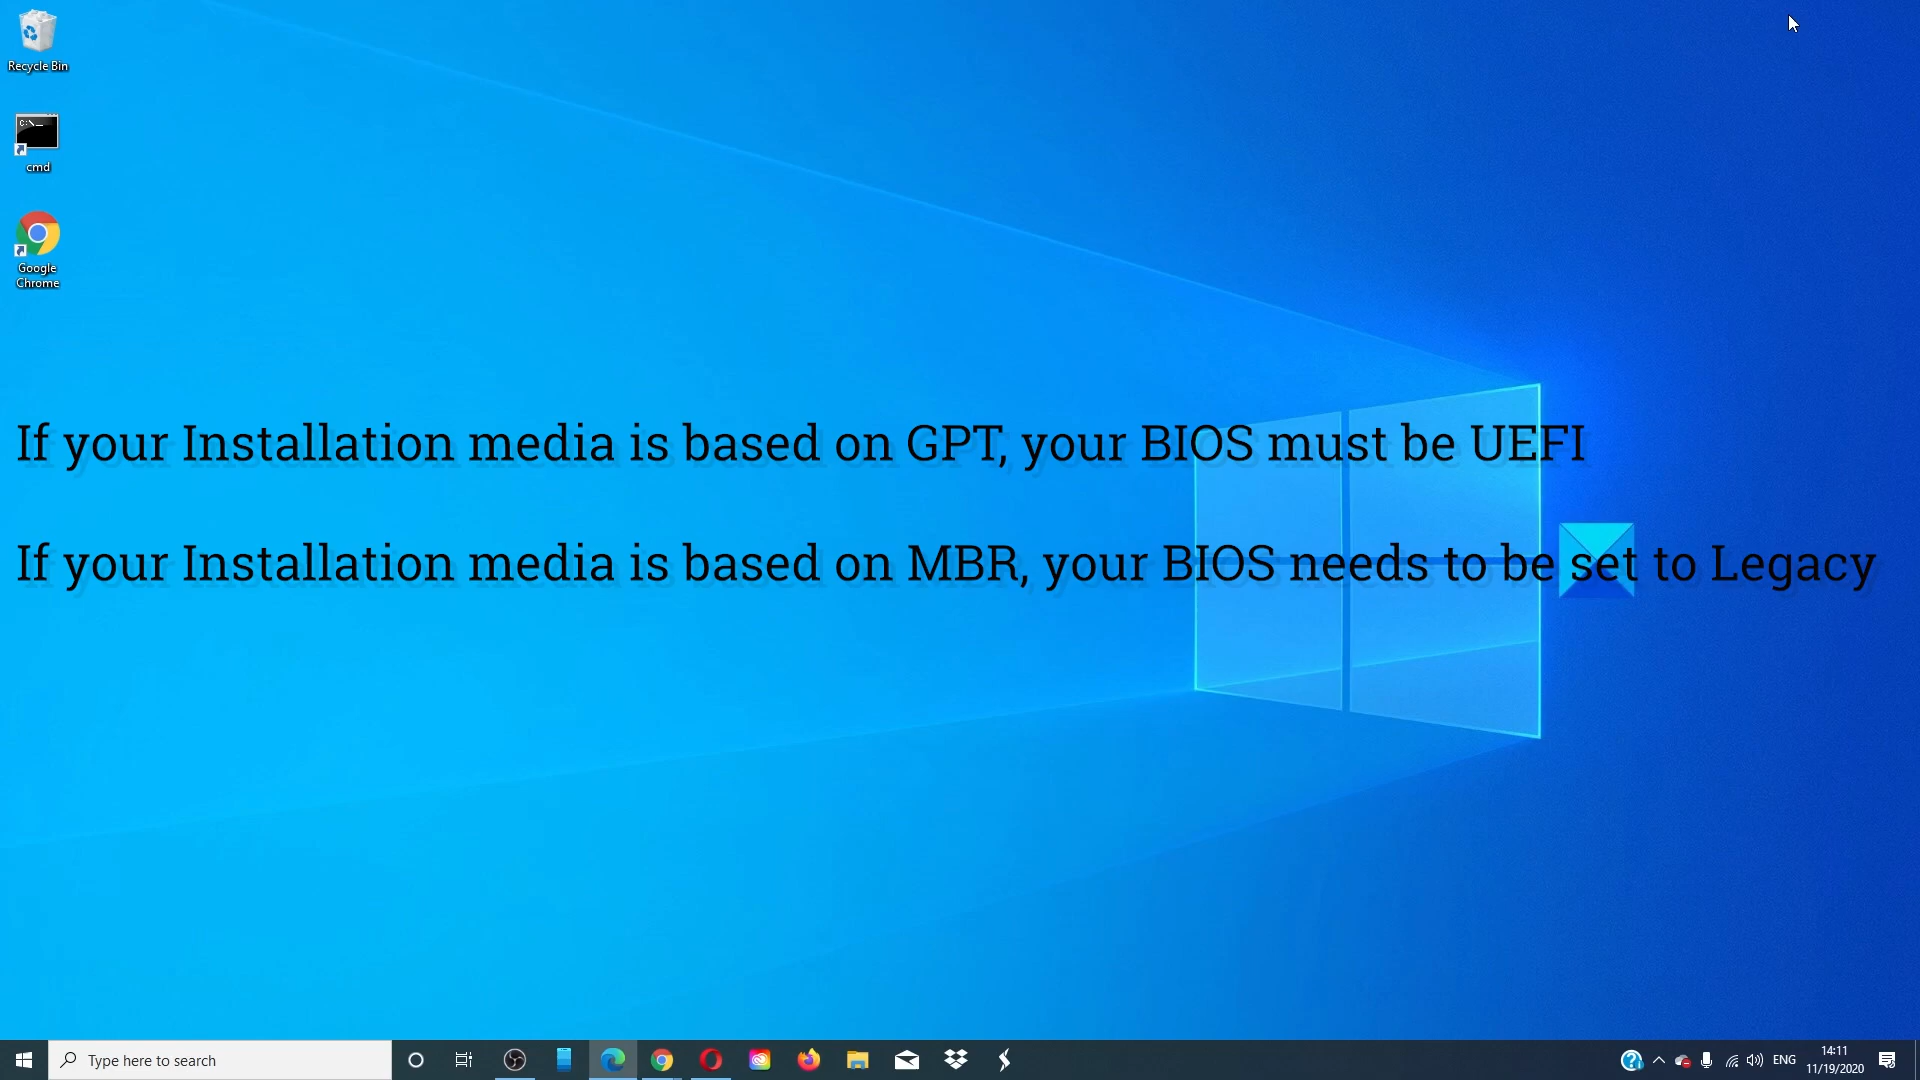 Recycle Bin
C:\._
cmd
Google
Chrome
If your Installation media is based on GPT, your BIOS must be UEFI
If your Installation media is based on MBR, your BIOS needs to be set to Legacy
Type here to search
ENG
14:11
11/19/2020